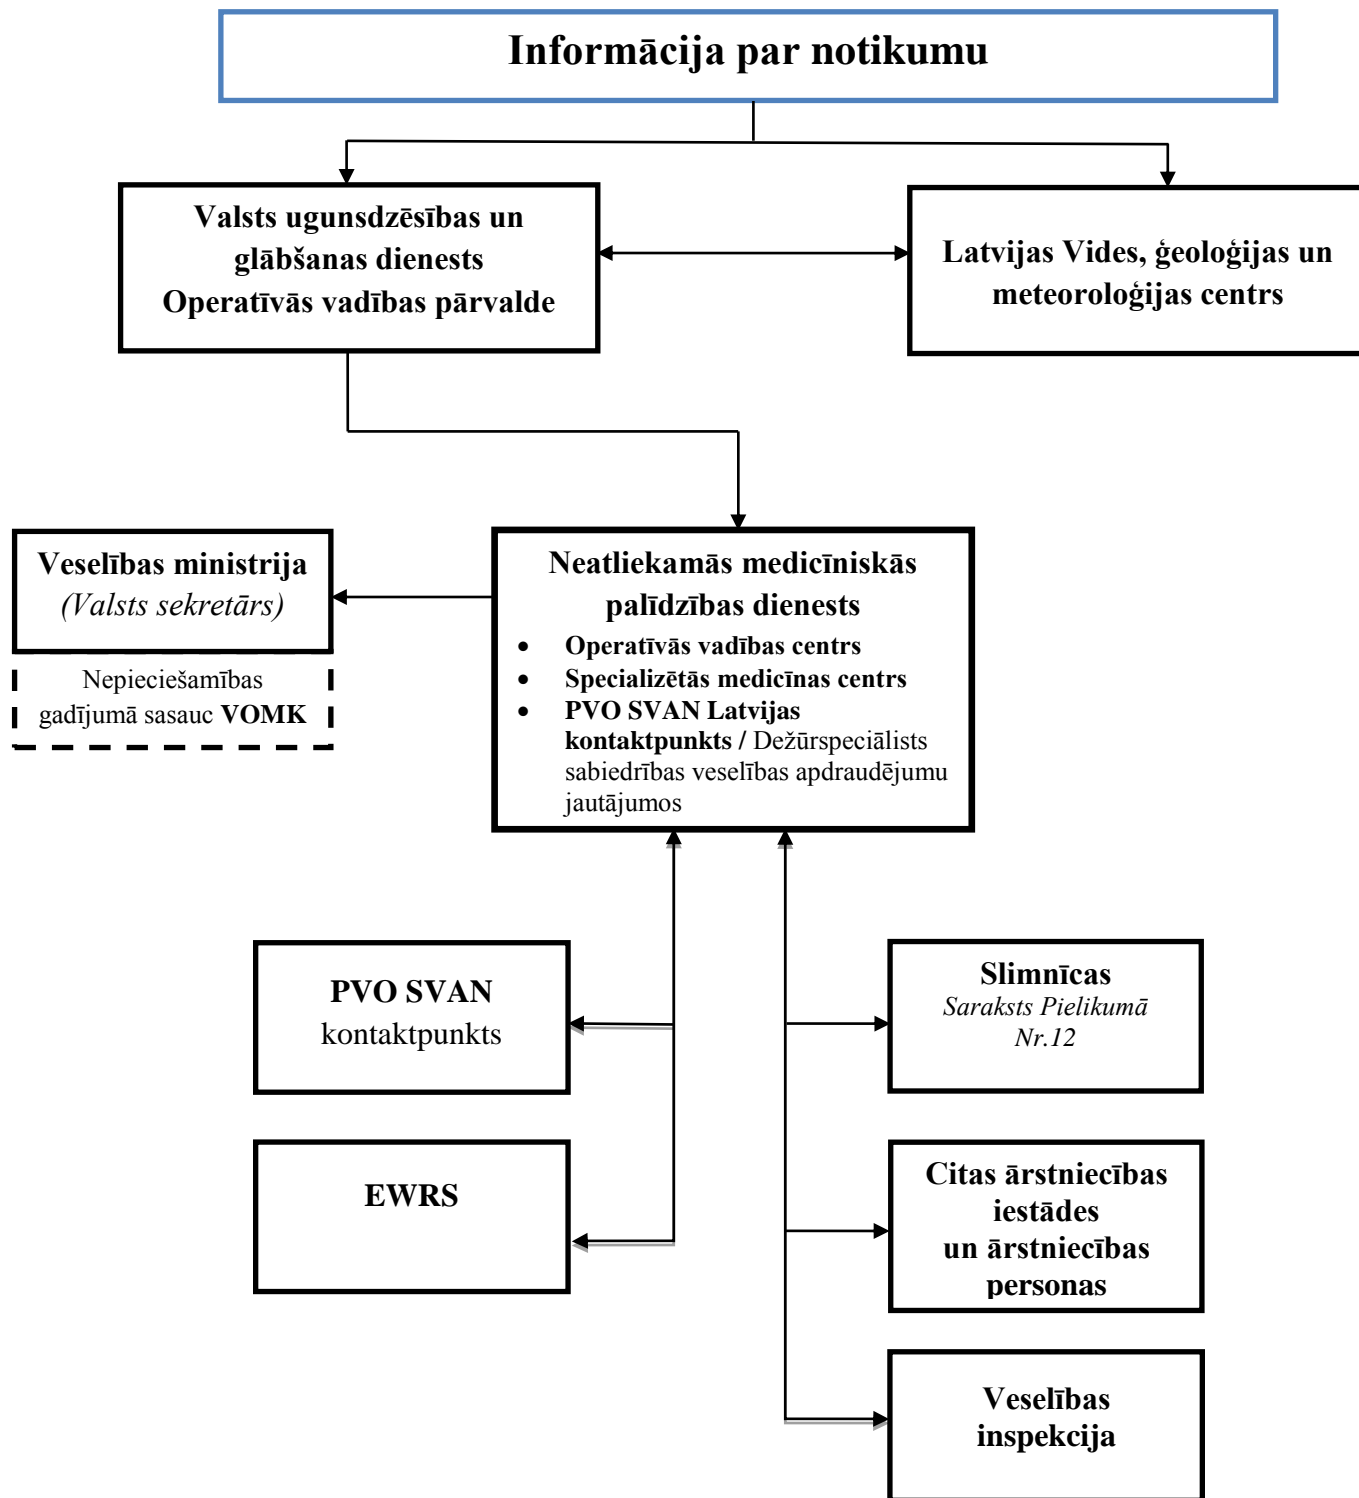 Informācija par notikumu
Valsts ugunsdzēsības un
glābšanas dienests
Operatīvās vadības pārvalde
Latvijas Vides, ģeoloģijas un
meteoroloģijas centrs
Veselības ministrija
(Valsts sekretārs)
Nepieciešamības
gadījumā sasauc VOMK
Neatliekamās medicīniskās
palīdzības dienests
• Operatīvās vadības centrs
• Specializētās medicīnas centrs
• PVO SVAN Latvijas
kontaktpunkts / Dežūrspeciālists
sabiedrības veselības apdraudējumu
jautājumos
PVO SVAN
kontaktpunkts
EWRS
Slimnīcas
Saraksts Pielikumā
Nr.12
Citas ārstniecības
iestādes
un ārstniecības
personas
Veselības
inspekcija